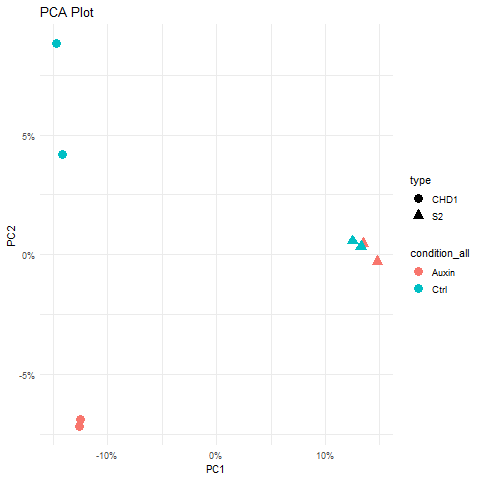 PCA Plot
PC2
5%
0%
-5%
-10%
0%
10%
PC1
type
CHD1
S2
condition_all
Auxin
Ctrl